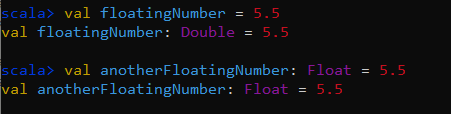 scala> val floatingNumber = 5.5
val floatingNumber: Double = 5.5
scala> val anotherFloatingNumber: Float = 5.5
val anotherFloatingNumber: Float = 5.5